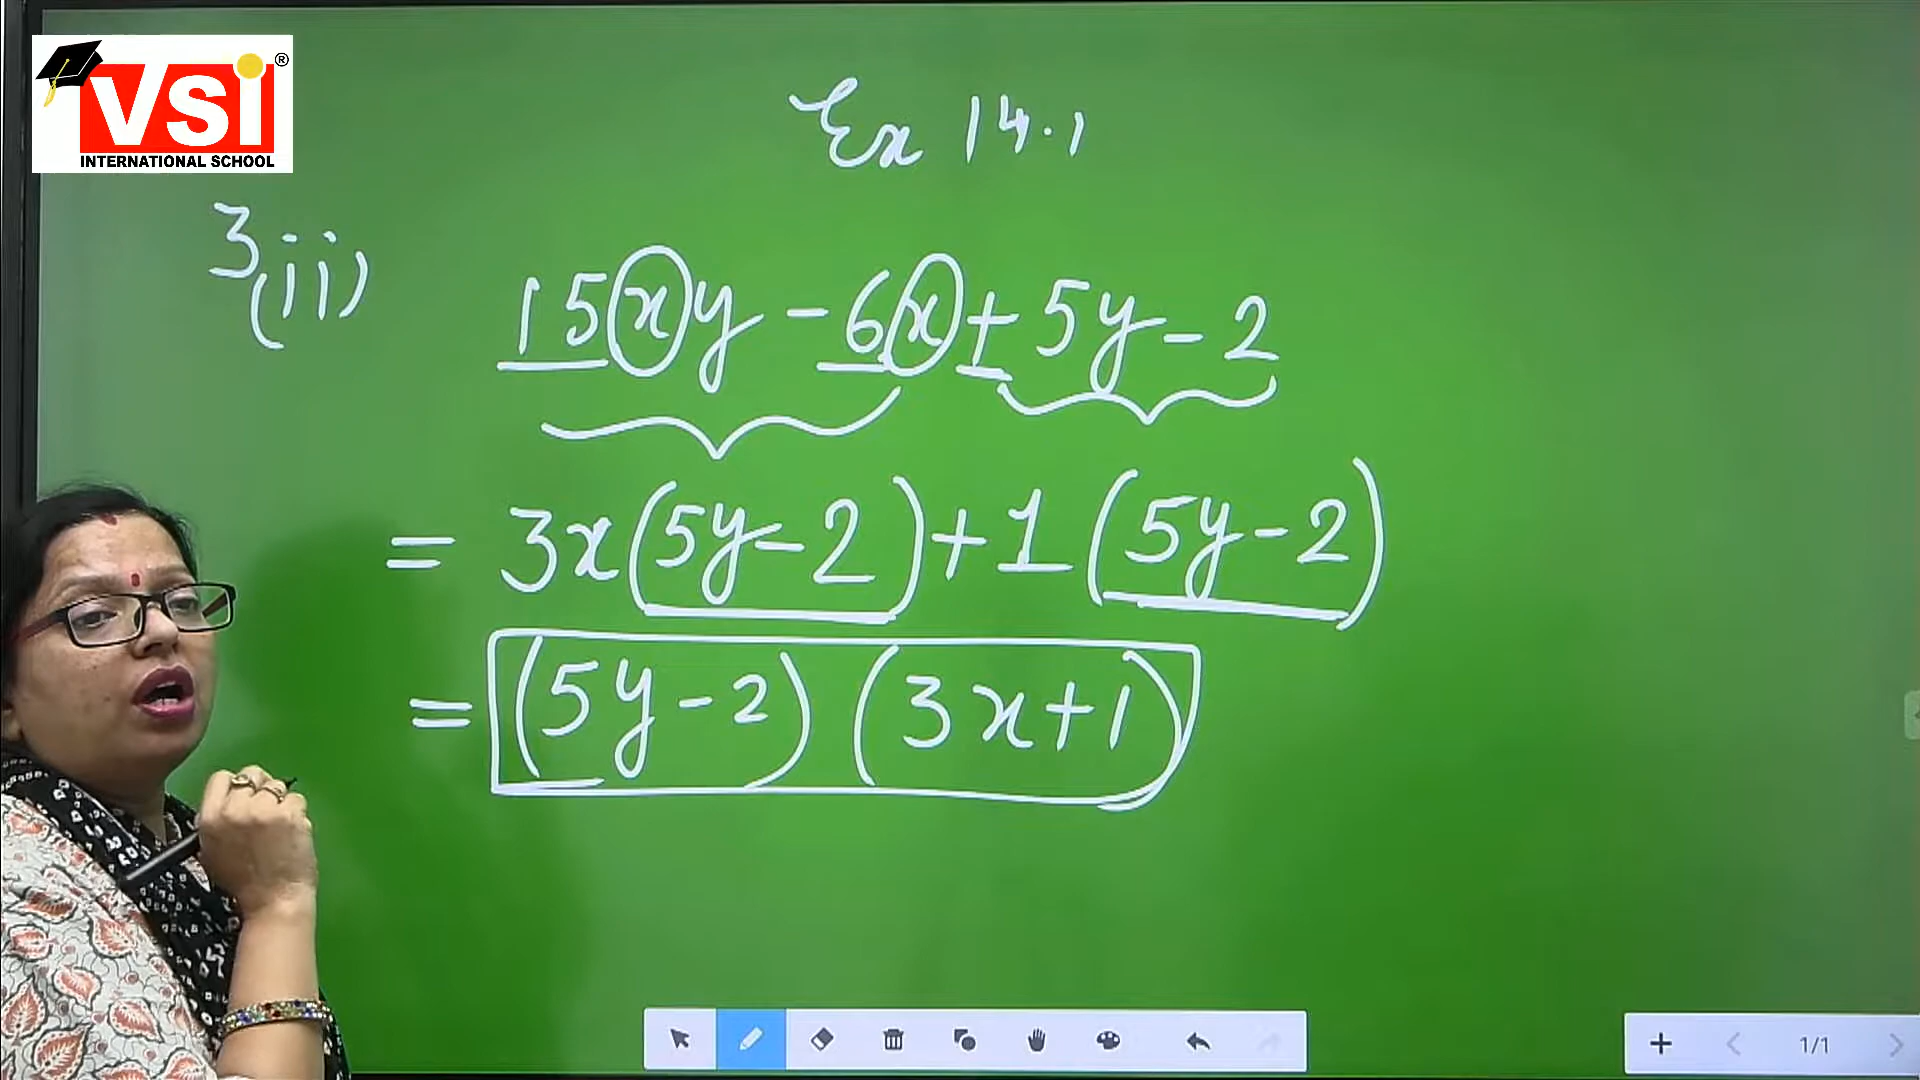 vsi ®
INTERNATIONAL SCHOOL
Ex 14.1
3(ii)
15xy - 6x + 5y - 2
= 3x(5y-2)+1(5y-2)
= (5y-2) (3x+1)
1/1